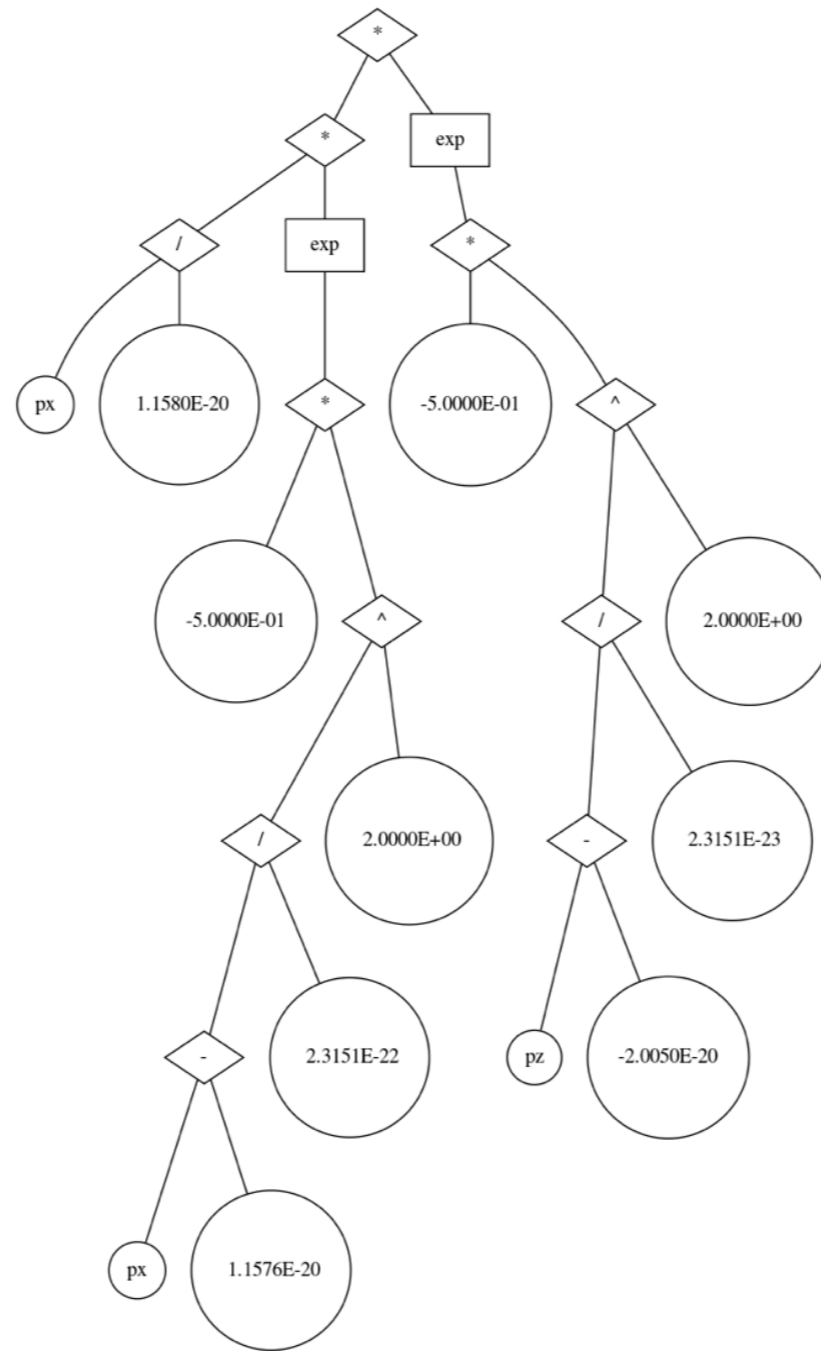 *
*
exp
/
exp
*
px
1.1580E-20
*
-5.0000E-01
^
-5.0000E-01
^
/
2.0000E+00
/
2.0000E+00
-
2.3151E-23
-
2.3151E-22
pz
-2.0050E-20
px
1.1576E-20